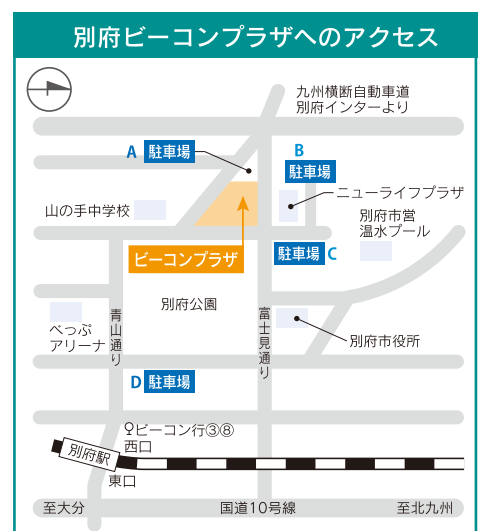 別府ビーコンプラザへのアクセス
九州横断自動車道
別府インターより
A 駐車場
B
駐車場
ニューライフプラザ
山の手中学校
別府市営
温水プール
駐車場 C
ビーコンプラザ
別府公園
青山通り
富士見通り
べっぷ
アリーナ
別府市役所
D 駐車場
ビーコン行③⑧
西口
別府駅
東口
至大分
国道10号線
至北九州